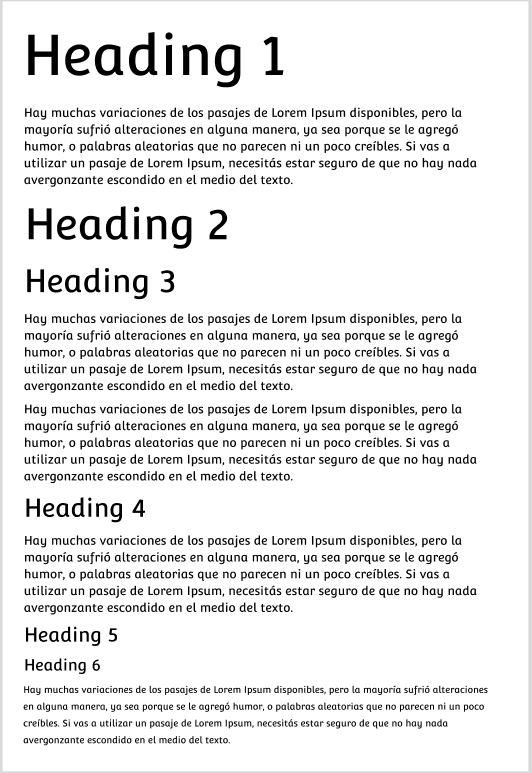 Heading 1
Hay muchas variaciones de los pasajes de Lorem Ipsum disponibles, pero la
mayoría sufrió alteraciones en alguna manera, ya sea porque se le agregó
humor, o palabras aleatorias que no parecen ni un poco creíbles. Si vas a
utilizar un pasaje de Lorem Ipsum, necesitás estar seguro de que no hay nada
avergonzante escondido en el medio del texto.
Heading 2
Heading 3
Hay muchas variaciones de los pasajes de Lorem Ipsum disponibles, pero la
mayoría sufrió alteraciones en alguna manera, ya sea porque se le agregó
humor, o palabras aleatorias que no parecen ni un poco creíbles. Si vas a
utilizar un pasaje de Lorem Ipsum, necesitás estar seguro de que no hay nada
avergonzante escondido en el medio del texto.
Hay muchas variaciones de los pasajes de Lorem Ipsum disponibles, pero la
mayoría sufrió alteraciones en alguna manera, ya sea porque se le agregó
humor, o palabras aleatorias que no parecen ni un poco creíbles. Si vas a
utilizar un pasaje de Lorem Ipsum, necesitás estar seguro de que no hay nada
avergonzante escondido en el medio del texto.
Heading 4
Hay muchas variaciones de los pasajes de Lorem Ipsum disponibles, pero la
mayoría sufrió alteraciones en alguna manera, ya sea porque se le agregó
humor, o palabras aleatorias que no parecen ni un poco creíbles. Si vas a
utilizar un pasaje de Lorem Ipsum, necesitás estar seguro de que no hay nada
avergonzante escondido en el medio del texto.
Heading 5
Heading 6
Hay muchas variaciones de los pasajes de Lorem Ipsum disponibles, pero la mayoría sufrió alteraciones
en alguna manera, ya sea porque se le agregó humor, o palabras aleatorias que no parecen ni un poco
creíbles. Si vas a utilizar un pasaje de Lorem Ipsum, necesitás estar seguro de que no hay nada
avergonzante escondido en el medio del texto.